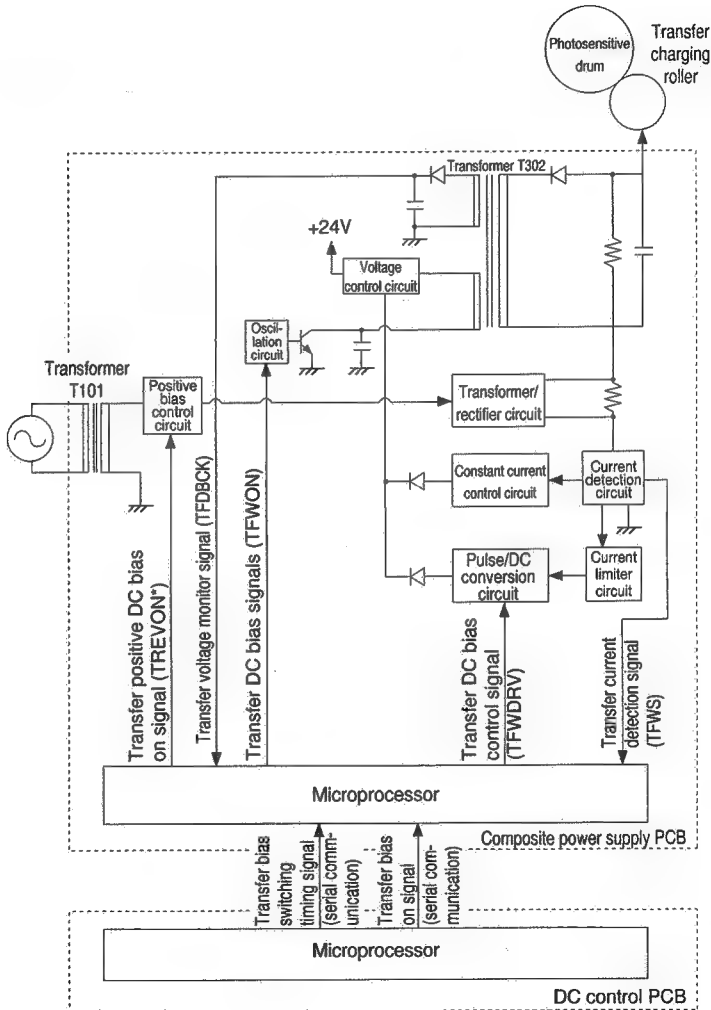 Photosensitive
drum
Transfer
charging
roller
Transformer T302
+24V
Voltage
control circuit
Oscil-
lation
circuit
Transformer
T101
Positive
bias
control
circuit
Transformer/
rectifier circuit
Constant current
control circuit
Current
detection
circuit
Pulse/DC
conversion
circuit
Current
limiter
circuit
Transfer positive DC bias
on signal (TREVON*)
Transfer voltage monitor signal (TFDBCK)
Transfer DC bias signals (TFWON)
Transfer DC bias
control signal
(TFWDRV)
Transfer current
detection signal
(TFWS)
Microprocessor
Composite power supply PCB
Transfer bias
switching
timing signal
(serial comm-
unication)
Transfer bias
on signal
(serial com-
munication)
Microprocessor
DC control PCB